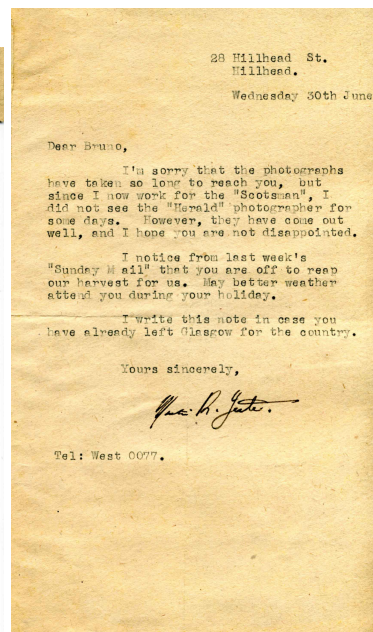 28 Hillhead St.
Hillhead.
Wednesday 30th June
Dear Bruno,
I'm sorry that the photographs
have taken so long to reach you, but
since I now work for the "Scotsman", I
did not see the "Herald" photographer for
some days. However, they have come out
well, and I hope you are not disappointed.
I notice from last week's
"Sunday M ail" that you are off to reap
our harvest for us. May better weather
attend you during your holiday.
I write this note in case you
have already left Glasgow for the country.
Yours sincerely,
R.
Tel: West 0077.